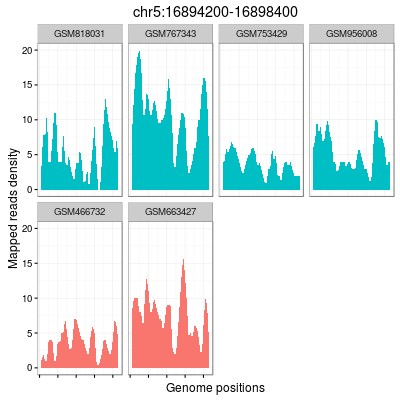 chr5:16894200-16898400
GSM818031 GSM767343 GSM753429 GSM956008
20
15
10
5
0
GSM466732 GSM663427
20
15
10
5
0
Mapped reads density
Genome positions